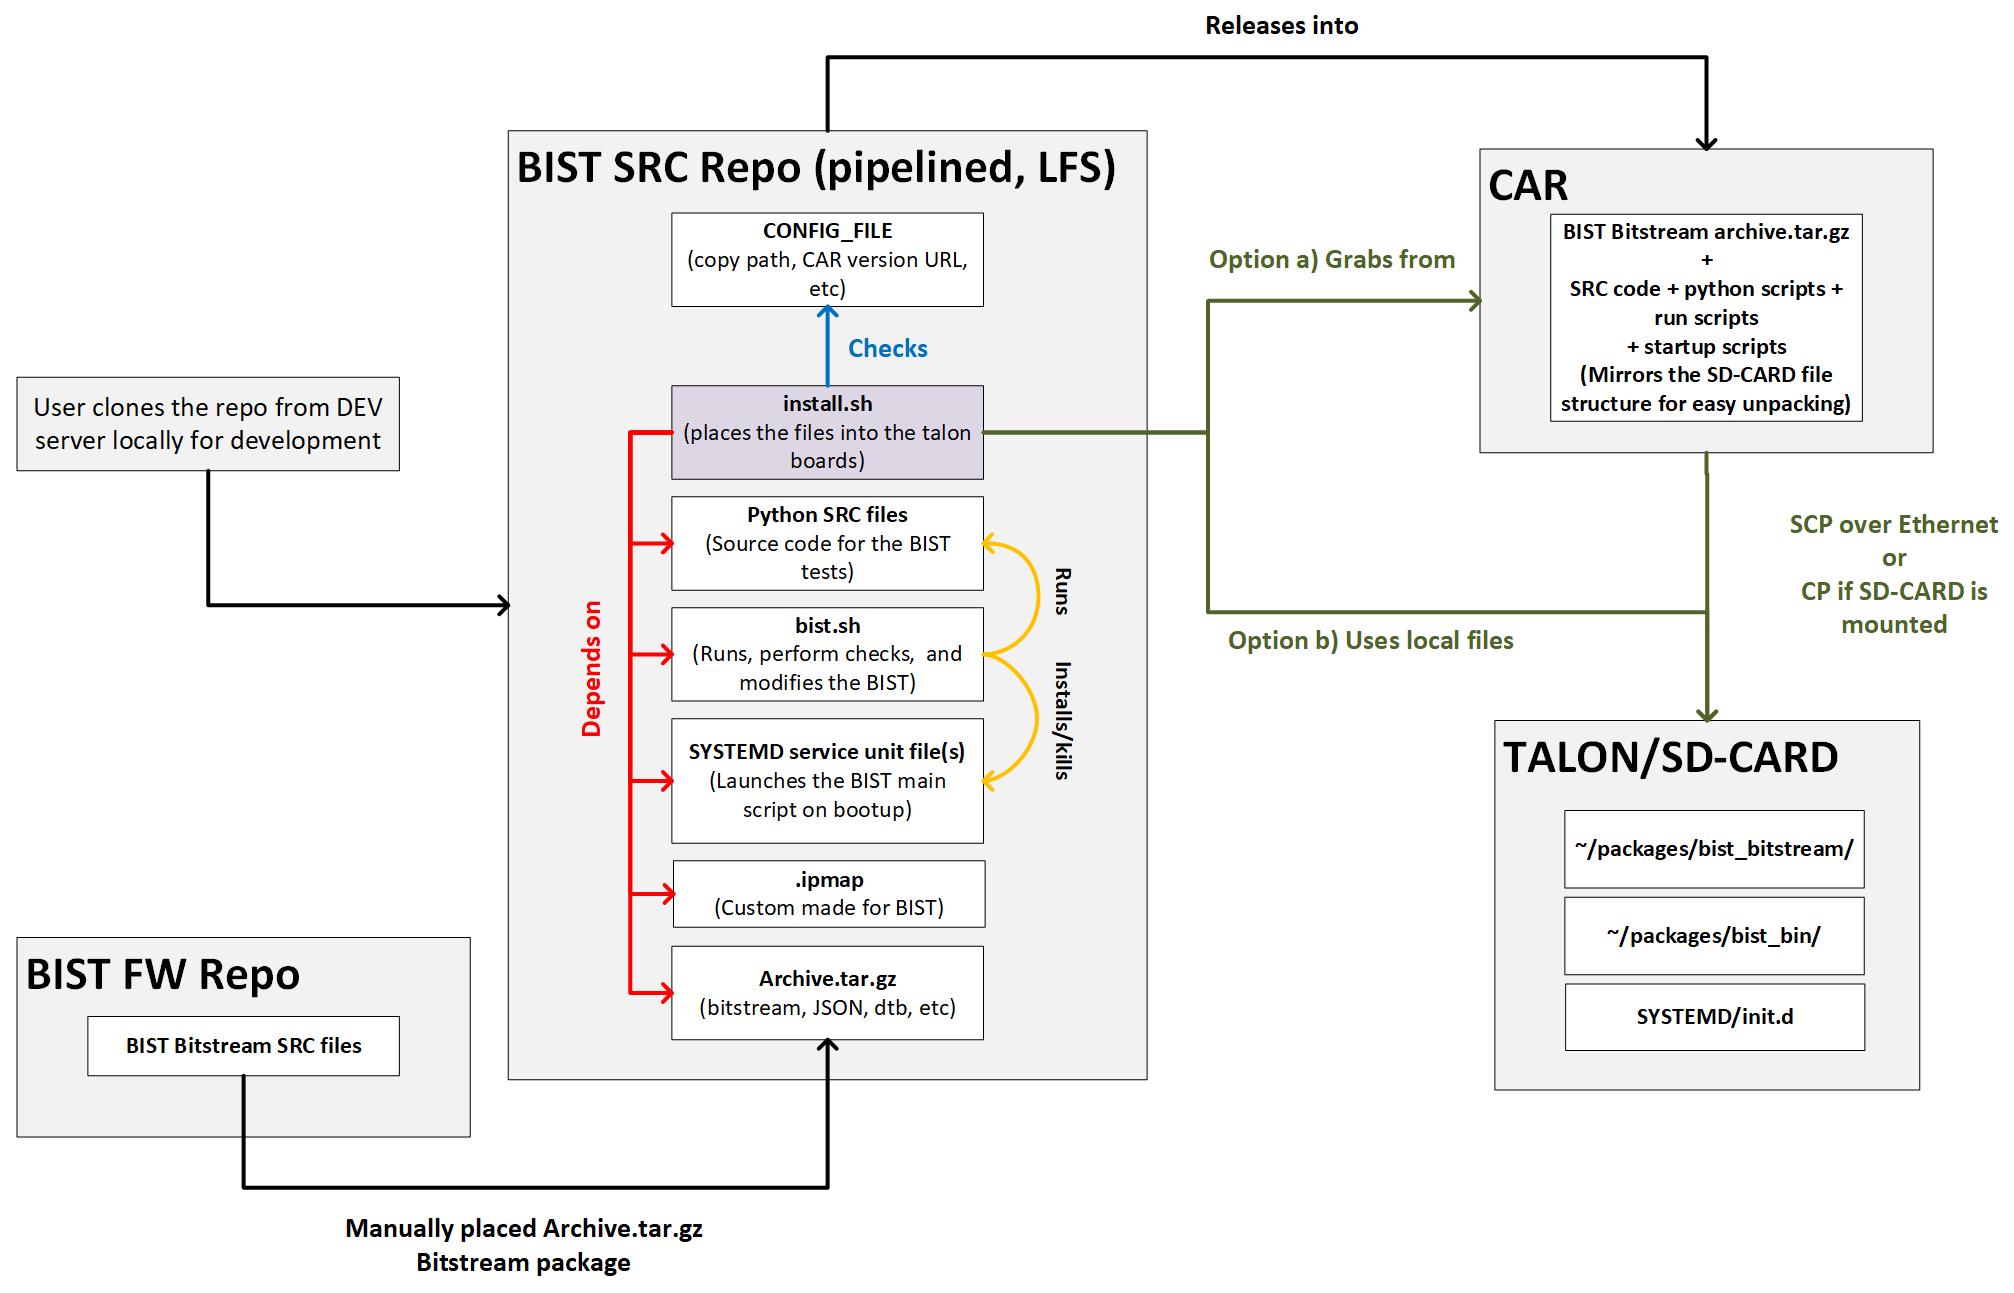 Releases into
BIST SRC Repo (pipelined, LFS)
CONFIG_FILE
(copy path, CAR version URL,
etc)
Checks
install.sh
(places the files into the talon
boards)
Python SRC files
(Source code for the BIST
tests)
bist.sh
(Runs, perform checks,  and
modifies the BIST)
SYSTEMD service unit file(s)
(Launches the BIST main
script on bootup)
.ipmap
(Custom made for BIST)
Archive.tar.gz
(bitstream, JSON, dtb, etc)
Depends on
Runs
Installs/kills
User clones the repo from DEV
server locally for development
BIST FW Repo
BIST Bitstream SRC files
Manually placed Archive.tar.gz
Bitstream package
Option a) Grabs from
Option b) Uses local files
CAR
BIST Bitstream archive.tar.gz
+
SRC code + python scripts +
run scripts
+ startup scripts
(Mirrors the SD-CARD file
structure for easy unpacking)
SCP over Ethernet
or
CP if SD-CARD is
mounted
TALON/SD-CARD
~/packages/bist_bitstream/
~/packages/bist_bin/
SYSTEMD/init.d